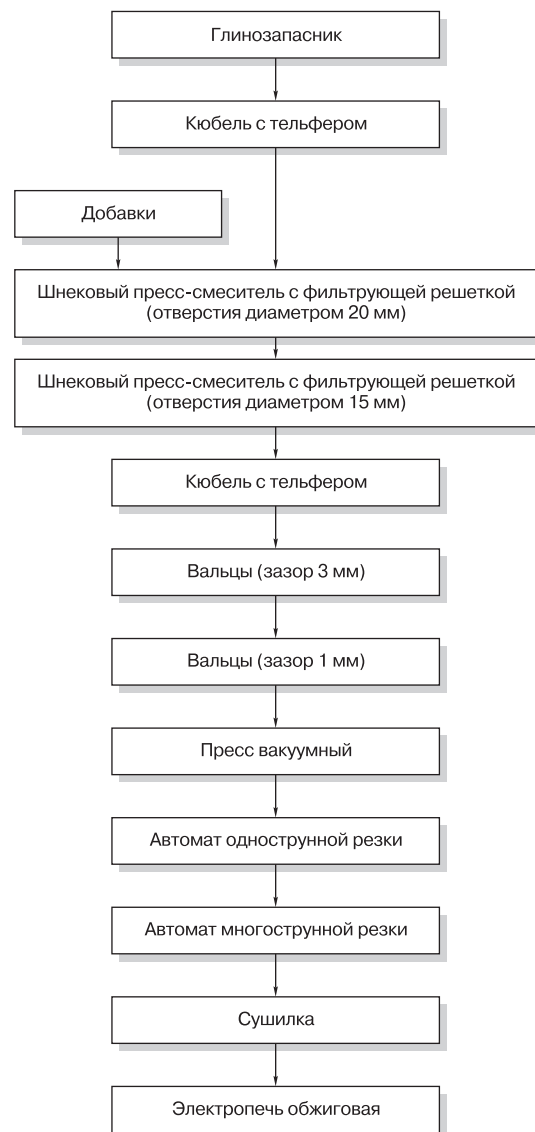 Глинозапасник
Кюбель с тельфером
Добавки
Шнековый пресс-смеситель с фильтрующей решеткой
(отверстия диаметром 20 мм)
Шнековый пресс-смеситель с фильтрующей решеткой
(отверстия диаметром 15 мм)
Кюбель с тельфером
Вальцы (зазор 3 мм)
Вальцы (зазор 1 мм)
Пресс вакуумный
Автомат однострунной резки
Автомат многострунной резки
Сушилка
Электропечь обжиговая